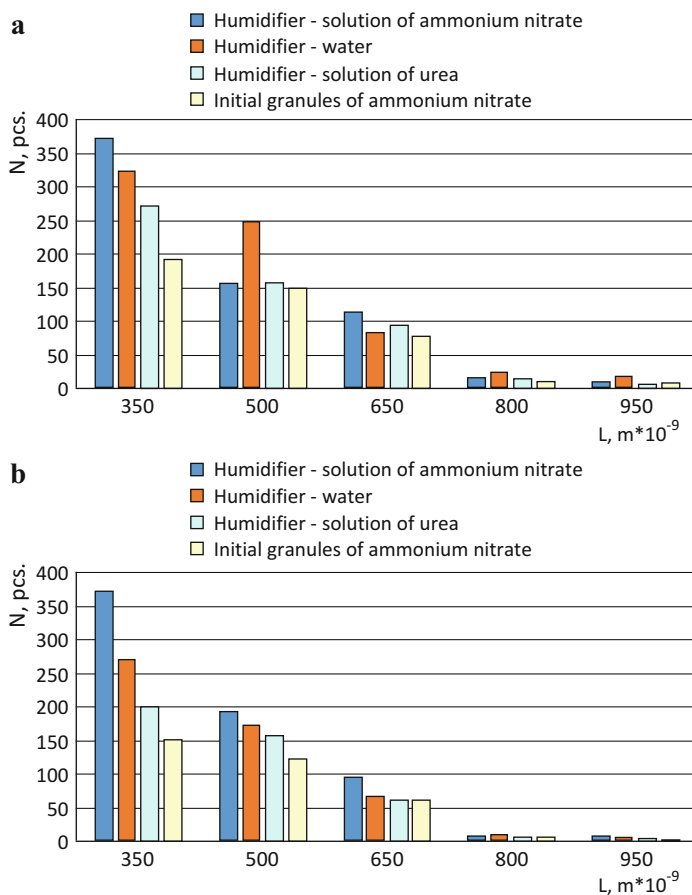 a
Humidifier - solution of ammonium nitrate
Humidifier - water
Humidifier - solution of urea
Initial granules of ammonium nitrate
N, pcs.
400
350
300
250
200
150
100
50
0
350 500 650 800 950
L, m*10⁻⁹
b
Humidifier - solution of ammonium nitrate
Humidifier - water
Humidifier - solution of urea
Initial granules of ammonium nitrate
N, pcs.
400
350
300
250
200
150
100
50
0
350 500 650 800 950
L, m*10⁻⁹